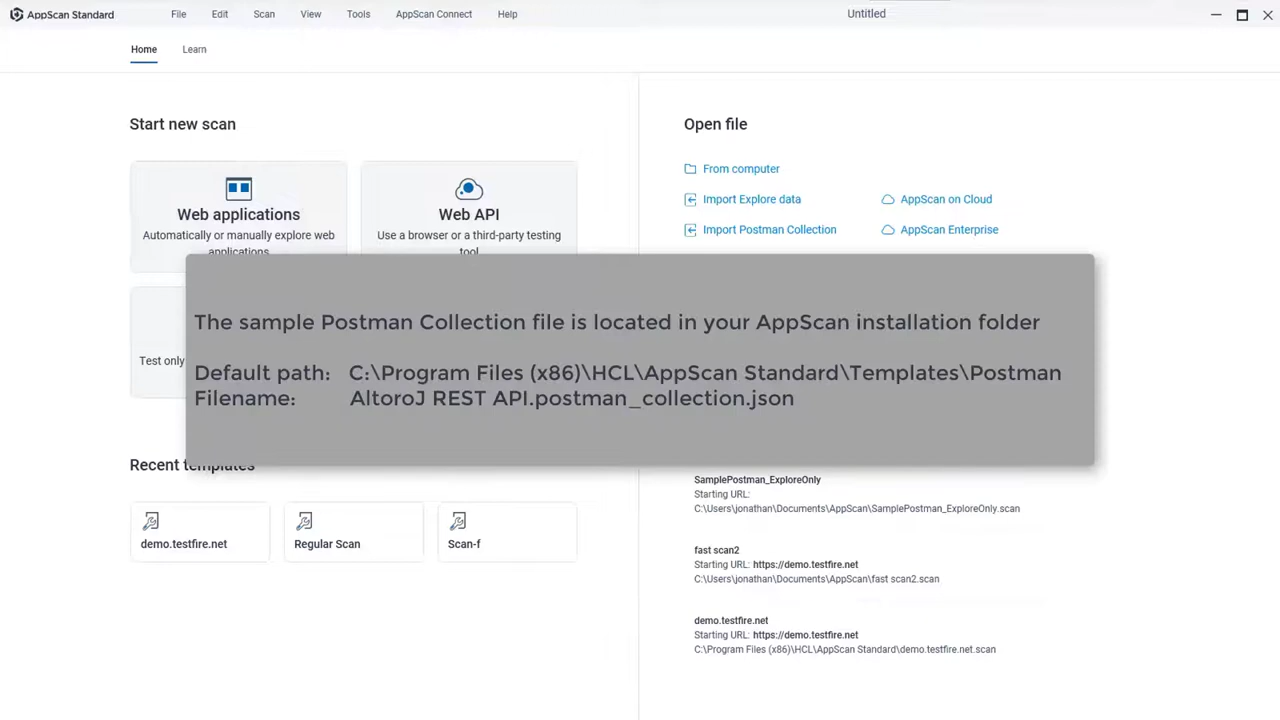 AppScan Standard
File
Edit
Scan
View
Tools
AppScan Connect
Help
Untitled
Home
Learn
Start new scan
Web applications
Automatically or manually explore web
applications.
Web API
Use a browser or a third-party testing
tool
Test only
Open file
From computer
Import Explore data
AppScan on Cloud
Import Postman Collection
AppScan Enterprise
The sample Postman Collection file is located in your AppScan installation folder
Default path: C:\Program Files (x86)\HCL\AppScan Standard\Templates\Postman
Filename: AltoroJ REST API.postman_collection.json
Recent templates
demo.testfire.net
Regular Scan
Scan-f
SamplePostman_ExploreOnly
Starting URL:
C:\Users\jonathan\Documents\AppScan\SamplePostman_ExploreOnly.scan
fast scan2
Starting URL: https://demo.testfire.net
C:\Users\jonathan\Documents\AppScan\fast scan2.scan
demo.testfire.net
Starting URL: https://demo.testfire.net
C:\Program Files (x86)\HCL\AppScan Standard\demo.testfire.net.scan